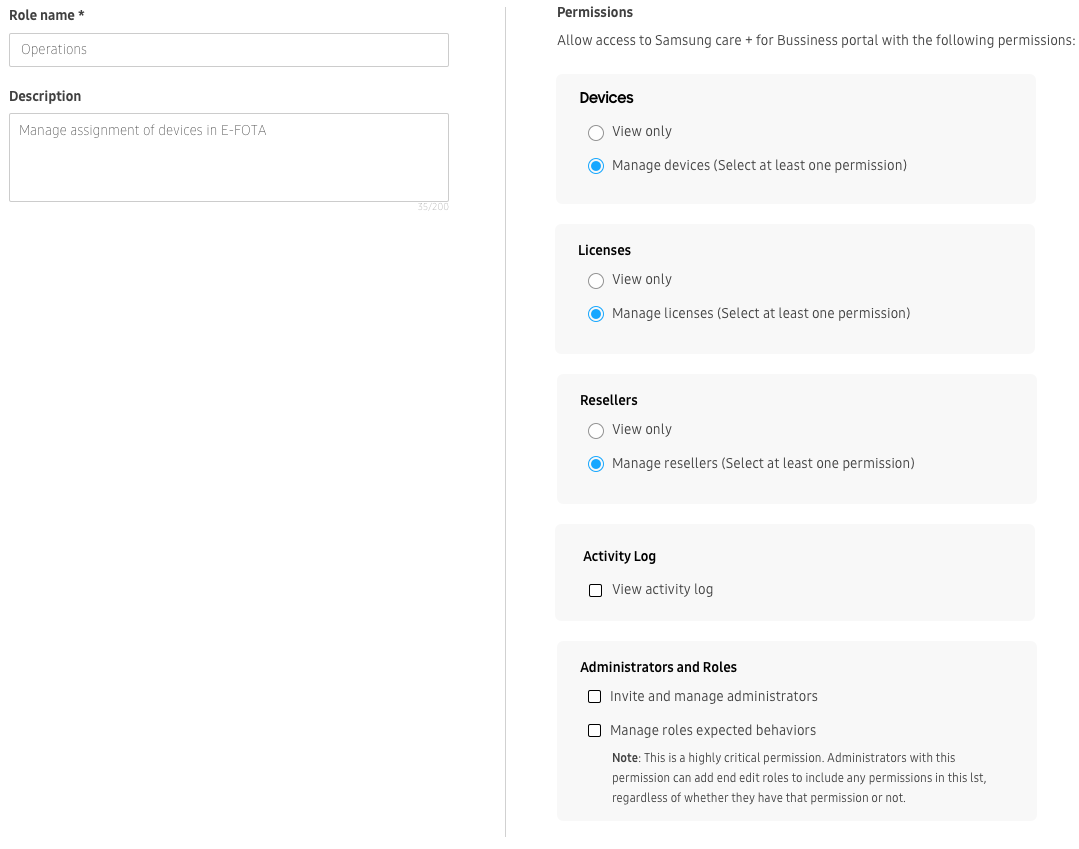 Role name *
Operations
Description
Manage assignment of devices in E-FOTA
35/200
Permissions
Allow access to Samsung care + for Bussiness portal with the following permissions:
Devices
View only
Manage devices (Select at least one permission)
Licenses
View only
Manage licenses (Select at least one permission)
Resellers
View only
Manage resellers (Select at least one permission)
Activity Log
View activity log
Administrators and Roles
Invite and manage administrators
Manage roles expected behaviors
Note: This is a highly critical permission. Administrators with this
permission can add end edit roles to include any permissions in this lst,
regardless of whether they have that permission or not.